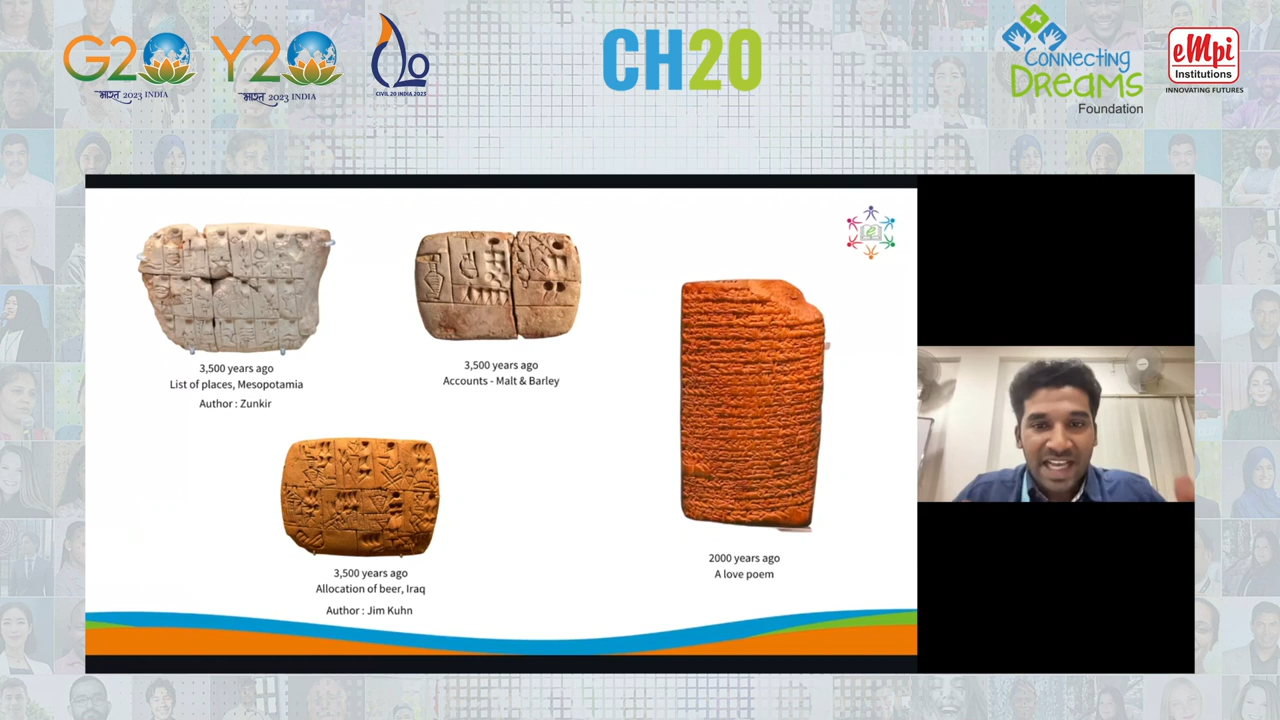 G20
भारत 2023 INDIA
Y20
भारत 2023 INDIA
CIVIL 20 INDIA 2023
CH20
CONNECTING
DREAMS
Foundation
eMpi
Institutions
INNOVATING FUTURES
3,500 years ago
List of places, Mesopotamia
Author : Zunkir
3,500 years ago
Accounts - Malt & Barley
3,500 years ago
Allocation of beer, Iraq
Author : Jim Kuhn
2000 years ago
A love poem